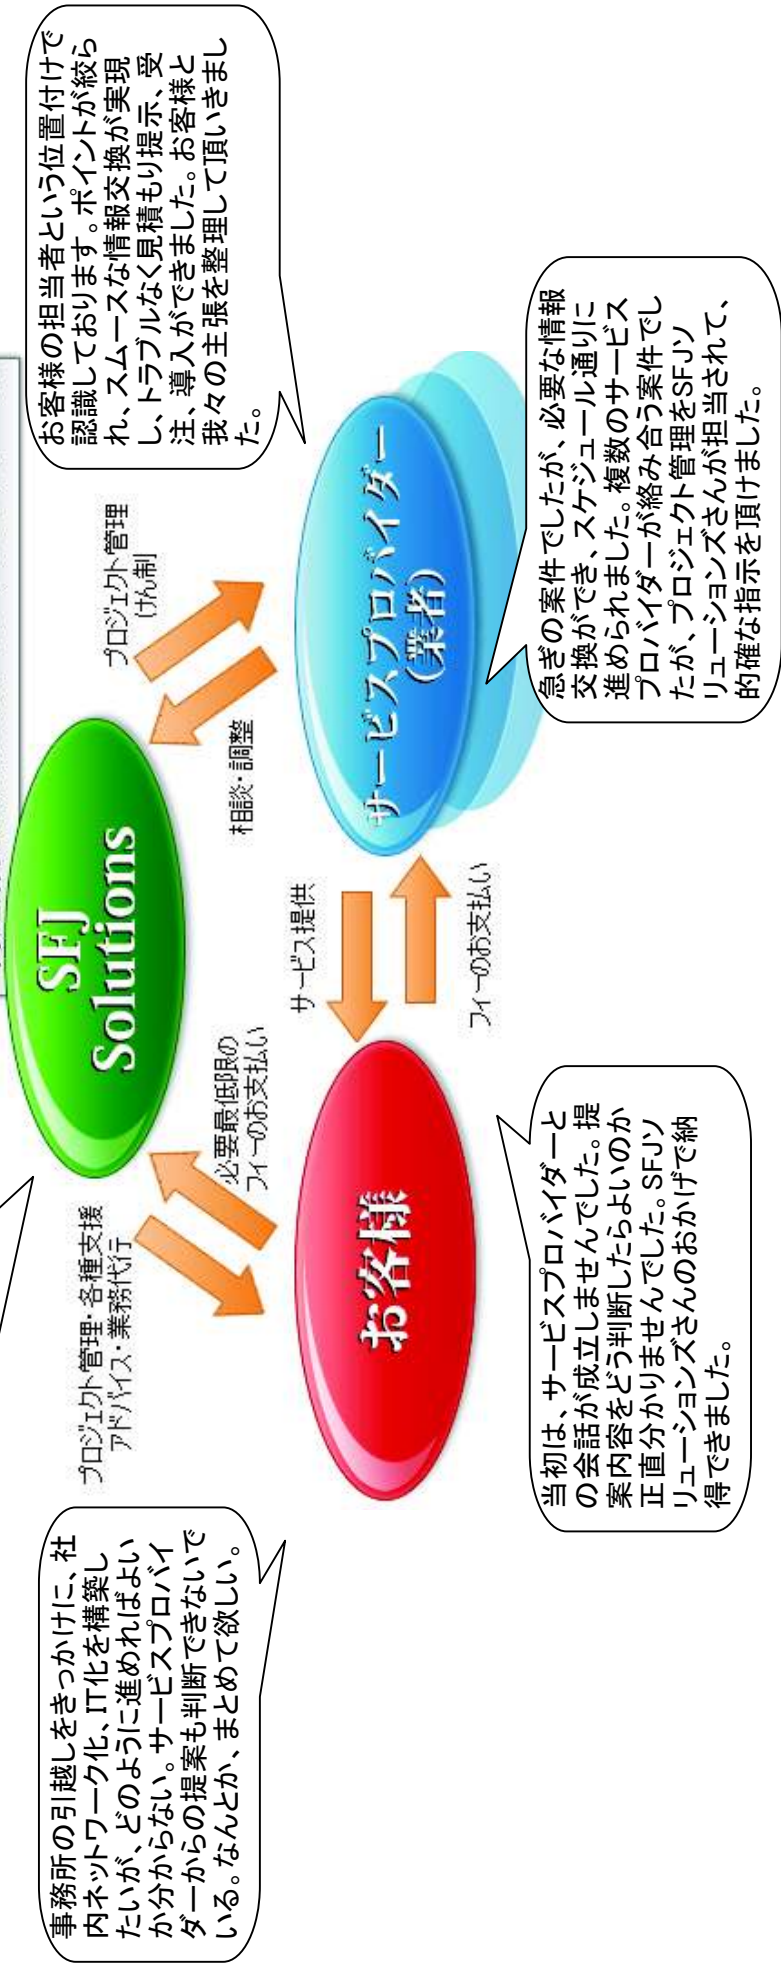 事務所の引越しをきっかけに、社
内ネットワーク化、IT化を構築し
たいが、どのように進めればよい
か分からない。サービスプロバイ
ダーからの提案も判断できないで
いる。なんとか、まとめて欲しい。
プロジェクト管理・各種支援
アドバイス・業務代行
必要最低限の
フィーのお支払い
SFJ
Solutions
プロジェクト管理
けん制
相談・調整
お客様の担当者という位置付けで
認識しております。ポイントが絞ら
れ、スムースな情報交換が実現
し、トラブルなく見積もり提示、受
注、導入ができました。お客様と
我々の主張を整理して頂いきまし
た。
お客様
サービス提供
フィーのお支払い
サービスプロバイダー
(業者)
当初は、サービスプロバイダーと
の会話が成立しませんでした。提
案内容をどう判断したらよいのか
正直分かりませんでした。SFJソ
リューションズさんのおかげで納
得できました。
急ぎの案件でしたが、必要な情報
交換ができ、スケジュール通りに
進められました。複数のサービス
プロバイダーが絡み合う案件でし
たが、プロジェクト管理をSFJソ
リューションズさんが担当されて、
的確な指示を頂けました。